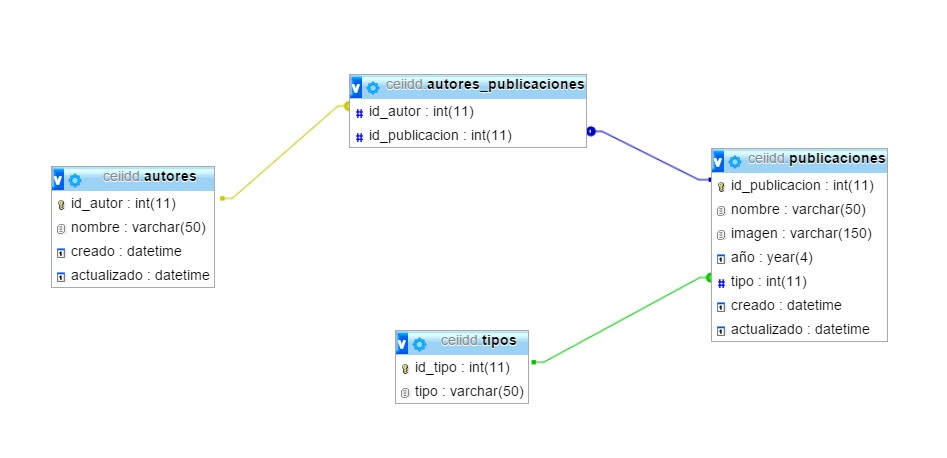 ceiidd.autores_publicaciones
id_autor : int(11)
id_publicacion : int(11)
ceiidd.autores
id_autor : int(11)
nombre : varchar(50)
creado : datetime
actualizado : datetime
ceiidd.publicaciones
id_publicacion : int(11)
nombre : varchar(50)
imagen : varchar(150)
año : year(4)
tipo : int(11)
creado : datetime
actualizado : datetime
ceiidd.tipos
id_tipo : int(11)
tipo : varchar(50)